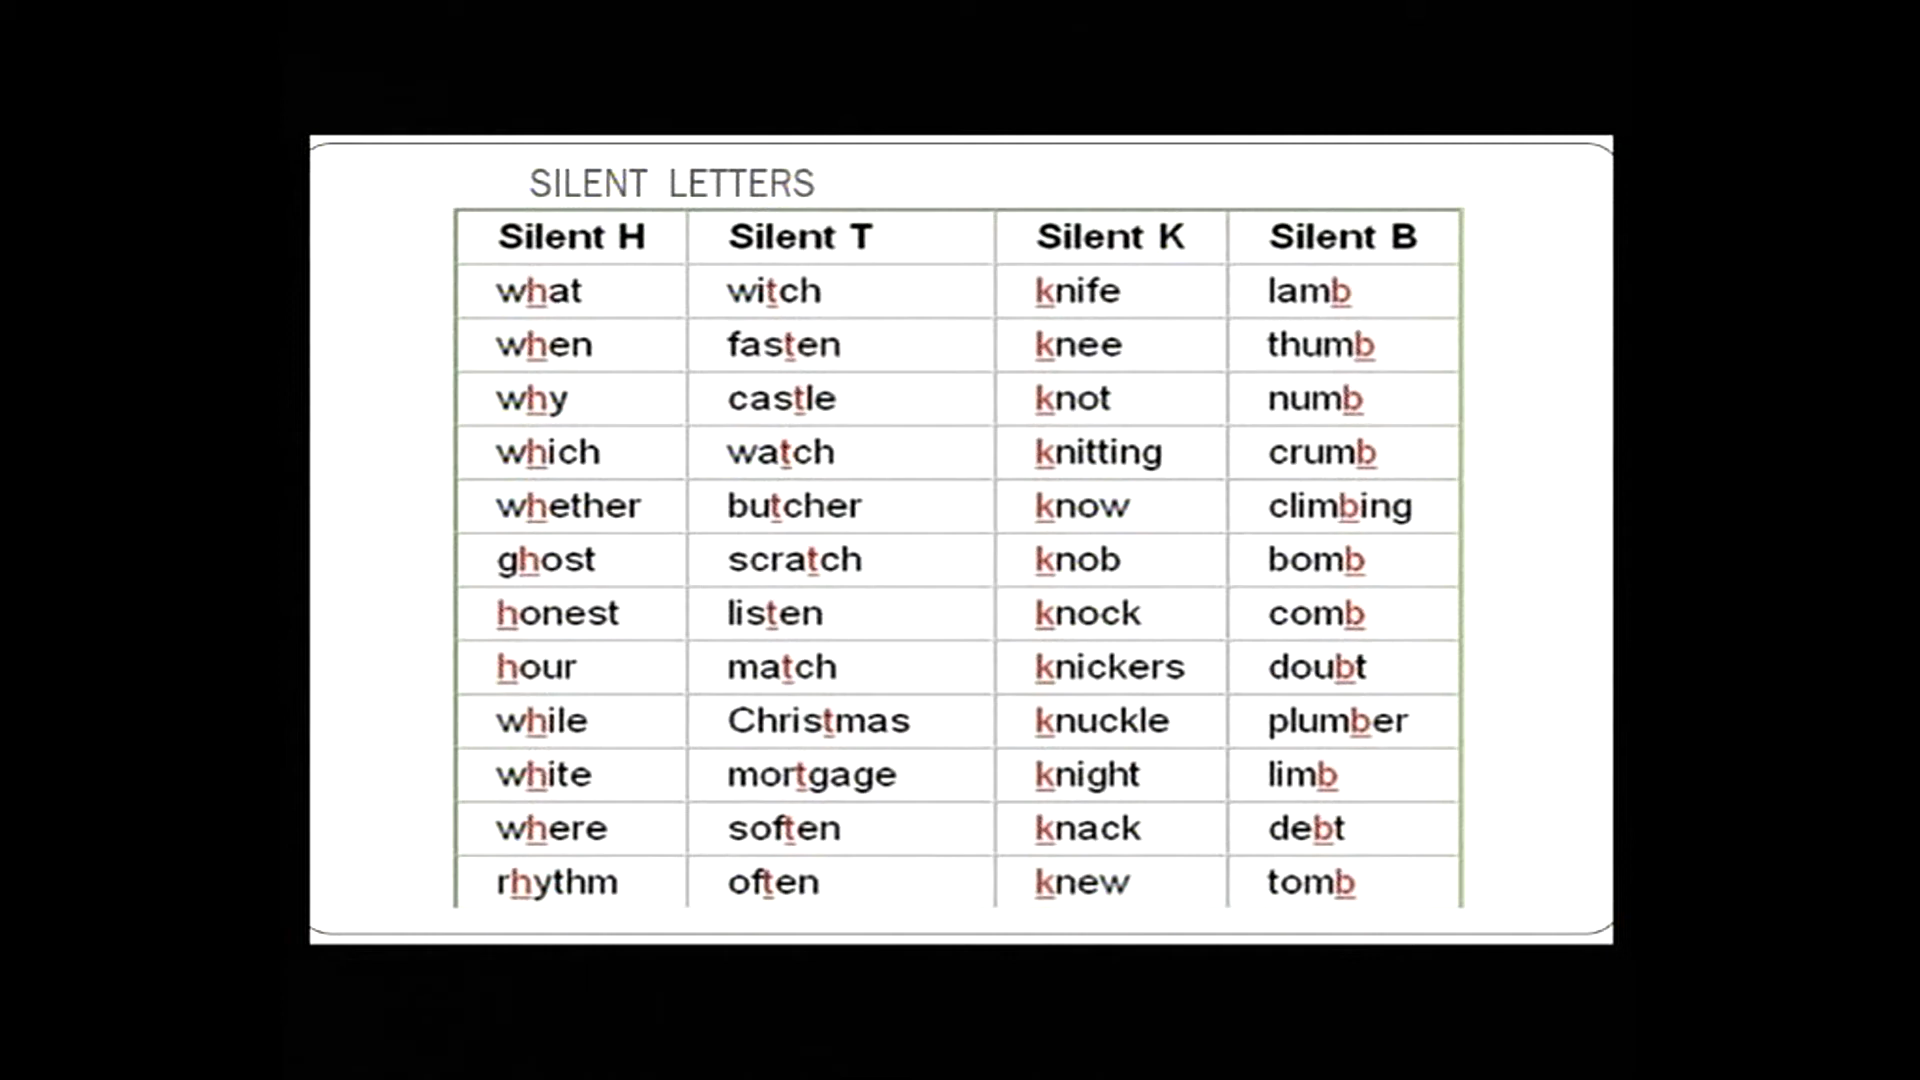 SILENT LETTERS
Silent H Silent T Silent K Silent B
what witch knife lamb
when fasten knee thumb
why castle knot numb
which watch knitting crumb
whether butcher know climbing
ghost scratch knob bomb
honest listen knock comb
hour match knickers doubt
while Christmas knuckle plumber
white mortgage knight limb
where soften knack debt
rhythm often knew tomb